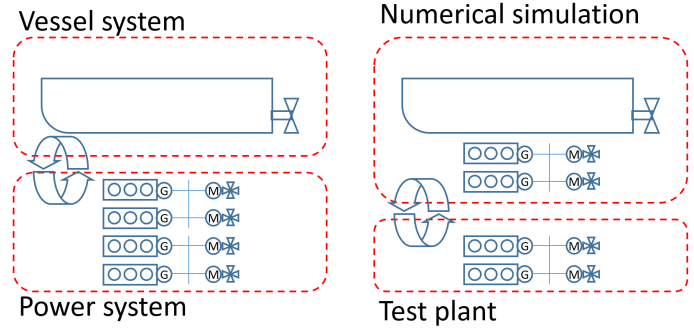 Vessel system
Numerical simulation
G M
G M
G M
G M
G M
G M
G M
G M
Power system
Test plant